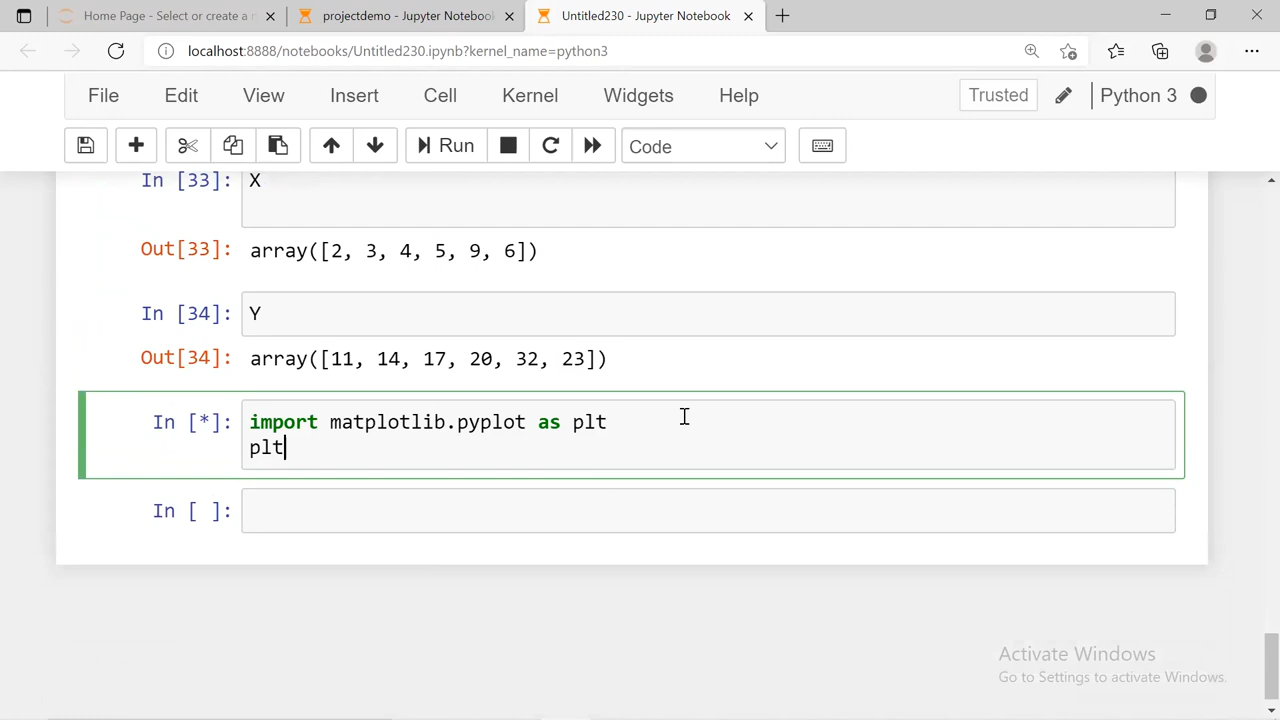 Home Page - Select or create a n
projectdemo - Jupyter Notebook
Untitled230 - Jupyter Notebook
localhost:8888/notebooks/Untitled230.ipynb?kernel_name=python3
File Edit View Insert Cell Kernel Widgets Help Trusted Python 3
Run Code
In [33]: X
Out[33]: array([2, 3, 4, 5, 9, 6])
In [34]: Y
Out[34]: array([11, 14, 17, 20, 32, 23])
In [*]: import matplotlib.pyplot as plt
plt
In [ ]:
Activate Windows
Go to Settings to activate Windows.